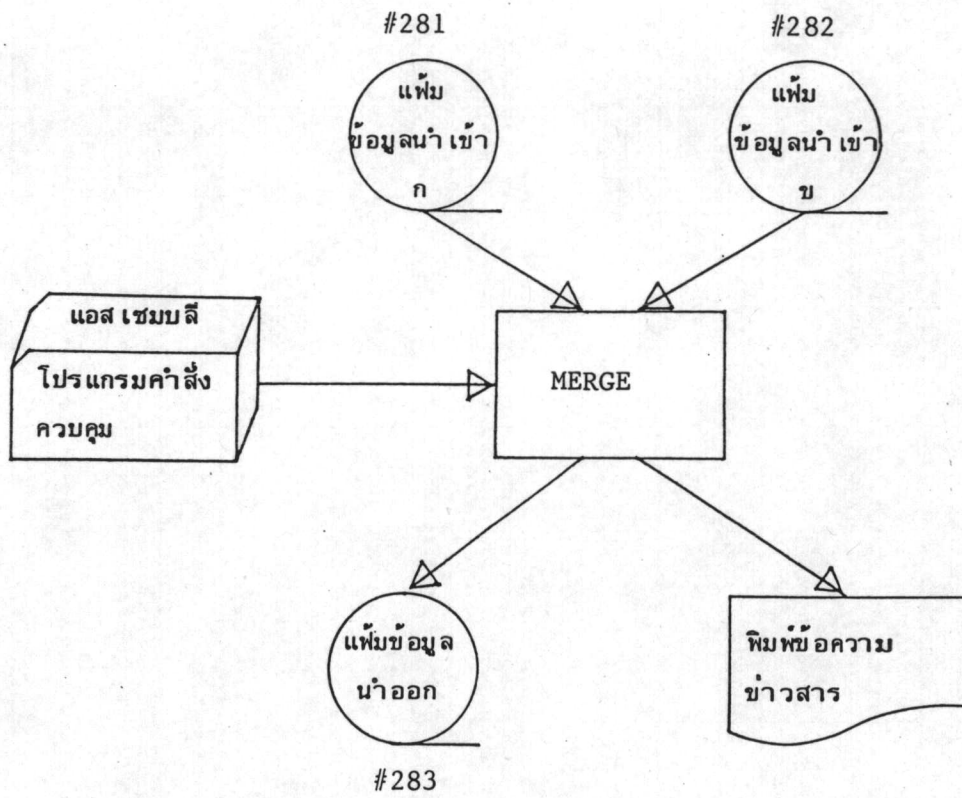 #281
#282
แฟ้ม
ข้อมูลนำเข้า
ก
แฟ้ม
ข้อมูลนำเข้า
ข
แอสเซมบลี
โปรแกรมคำสั่ง
ควบคุม
MERGE
แฟ้มข้อมูล
นำออก
#283
พิมพ์ข้อความ
ข่าวสาร